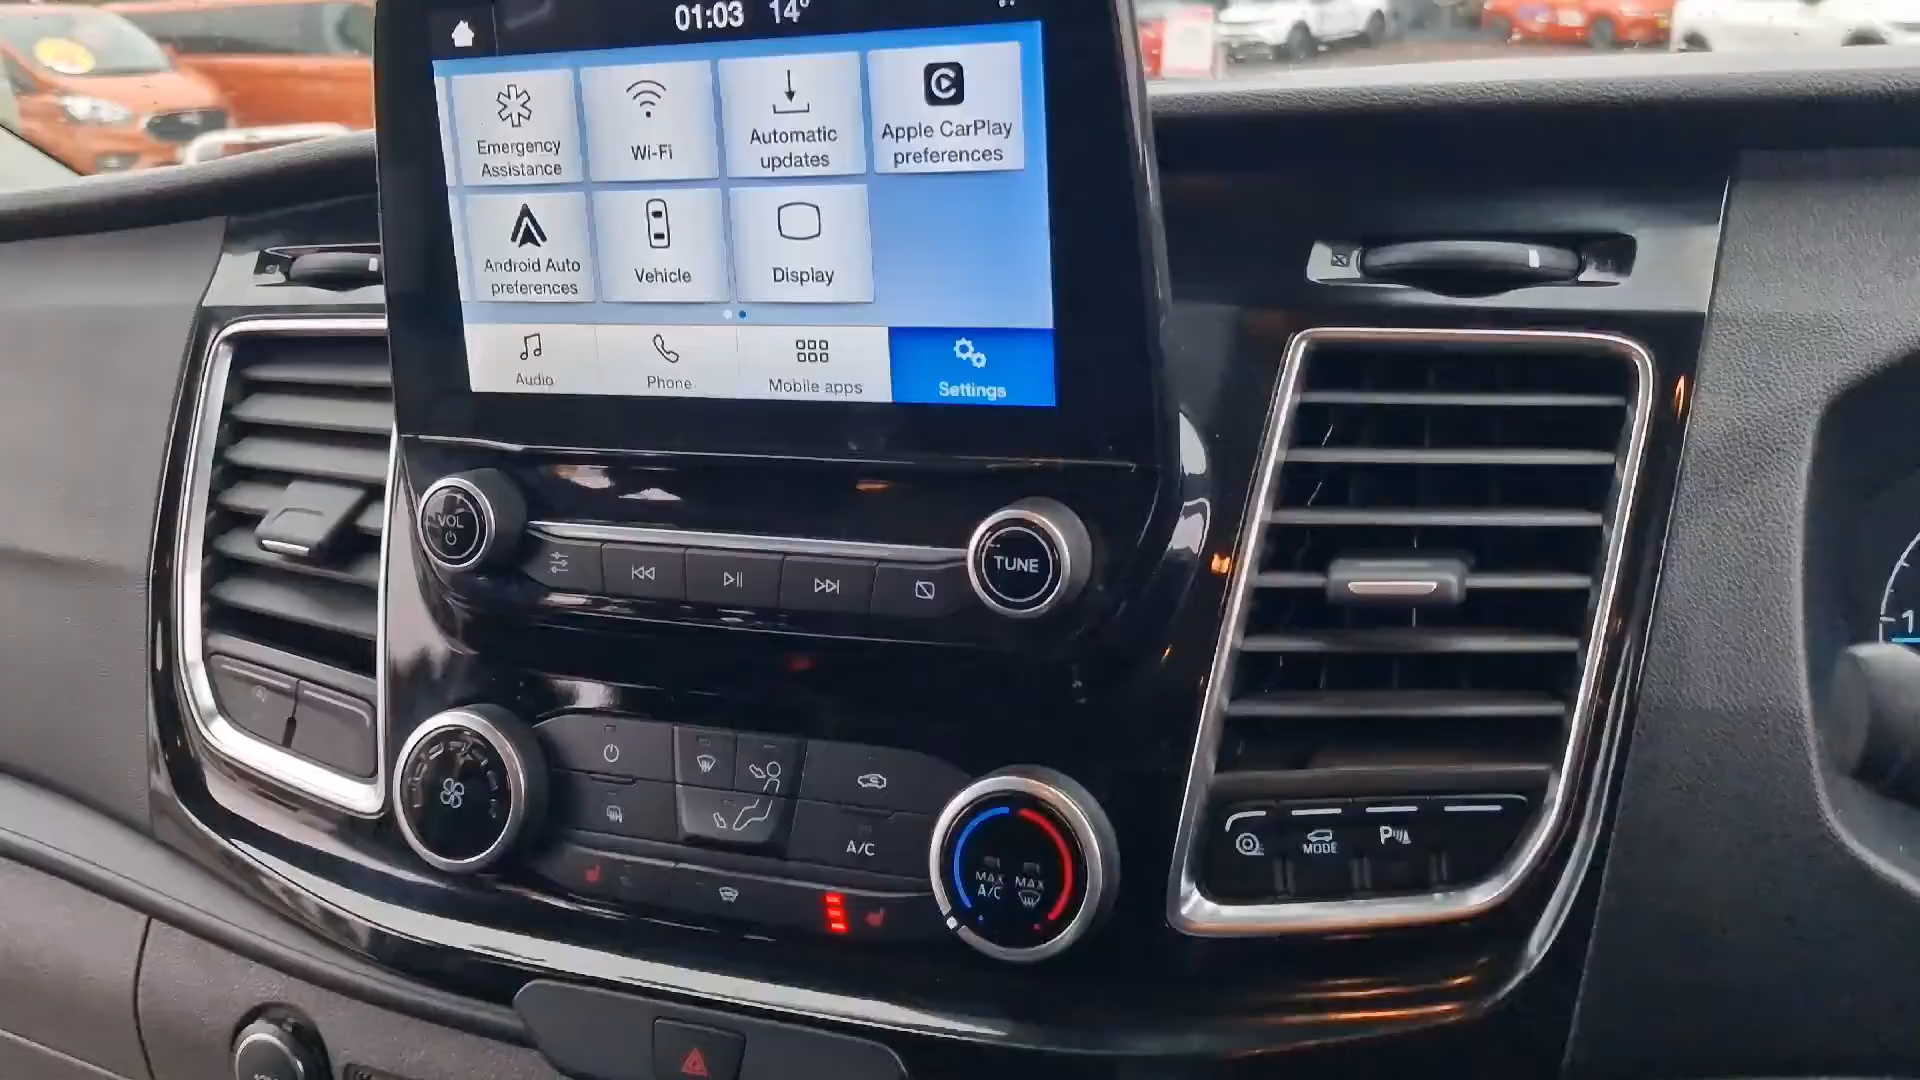 01:03 14°
Emergency
Assistance
Wi-Fi
Automatic
updates
Apple CarPlay
preferences
Android Auto
preferences
Vehicle
Display
Audio
Phone
Mobile apps
Settings
VOL
TUNE
A/C
MAX
A/C
MAX
MODE
P
1